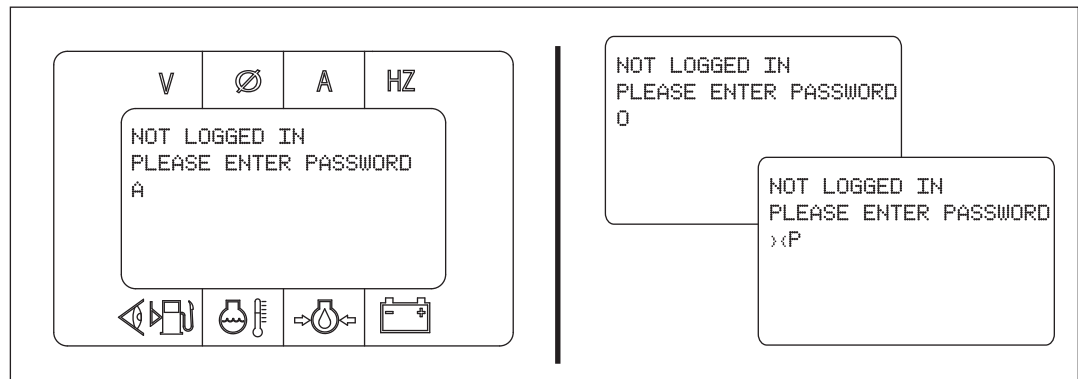 V Ø A HZ
NOT LOGGED IN
PLEASE ENTER PASSWORD
A
NOT LOGGED IN
PLEASE ENTER PASSWORD
O
NOT LOGGED IN
PLEASE ENTER PASSWORD
)(P